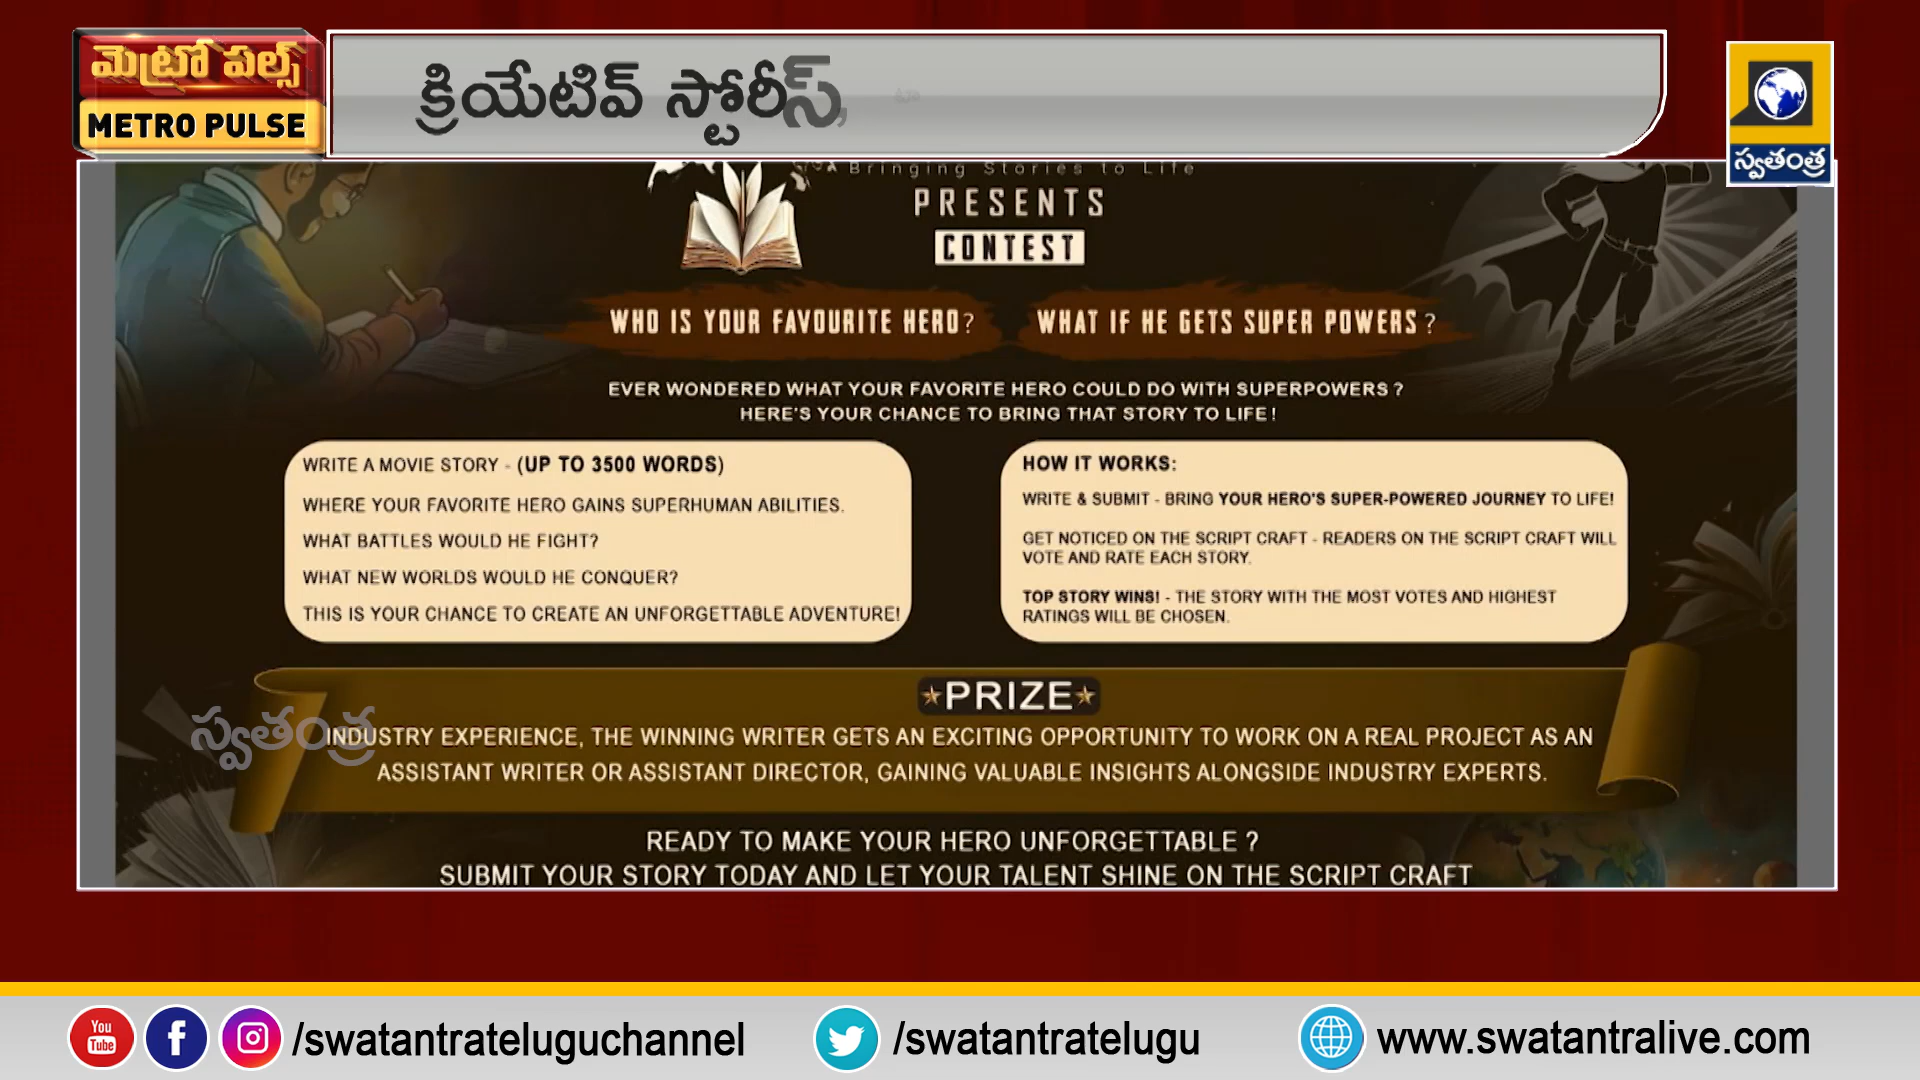 మెట్రో పల్స్
METRO PULSE
క్రియేటివ్ స్టోరీస్,
స్వతంత్ర
Bringing Stories to Life
PRESENTS
CONTEST
WHO IS YOUR FAVOURITE HERO?
WHAT IF HE GETS SUPER POWERS ?
EVER WONDERED WHAT YOUR FAVORITE HERO COULD DO WITH SUPERPOWERS ?
HERE'S YOUR CHANCE TO BRING THAT STORY TO LIFE!
WRITE A MOVIE STORY - (UP TO 3500 WORDS)
WHERE YOUR FAVORITE HERO GAINS SUPERHUMAN ABILITIES.
WHAT BATTLES WOULD HE FIGHT?
WHAT NEW WORLDS WOULD HE CONQUER?
THIS IS YOUR CHANCE TO CREATE AN UNFORGETTABLE ADVENTURE!
HOW IT WORKS:
WRITE & SUBMIT - BRING YOUR HERO'S SUPER-POWERED JOURNEY TO LIFE!
GET NOTICED ON THE SCRIPT CRAFT - READERS ON THE SCRIPT CRAFT WILL
VOTE AND RATE EACH STORY.
TOP STORY WINS! - THE STORY WITH THE MOST VOTES AND HIGHEST
RATINGS WILL BE CHOSEN.
PRIZE
స్వతంత్ర
INDUSTRY EXPERIENCE, THE WINNING WRITER GETS AN EXCITING OPPORTUNITY TO WORK ON A REAL PROJECT AS AN
ASSISTANT WRITER OR ASSISTANT DIRECTOR, GAINING VALUABLE INSIGHTS ALONGSIDE INDUSTRY EXPERTS.
READY TO MAKE YOUR HERO UNFORGETTABLE ?
SUBMIT YOUR STORY TODAY AND LET YOUR TALENT SHINE ON THE SCRIPT CRAFT
You Tube
/swatantrateluguchannel
/swatantratelugu
www.swatantralive.com